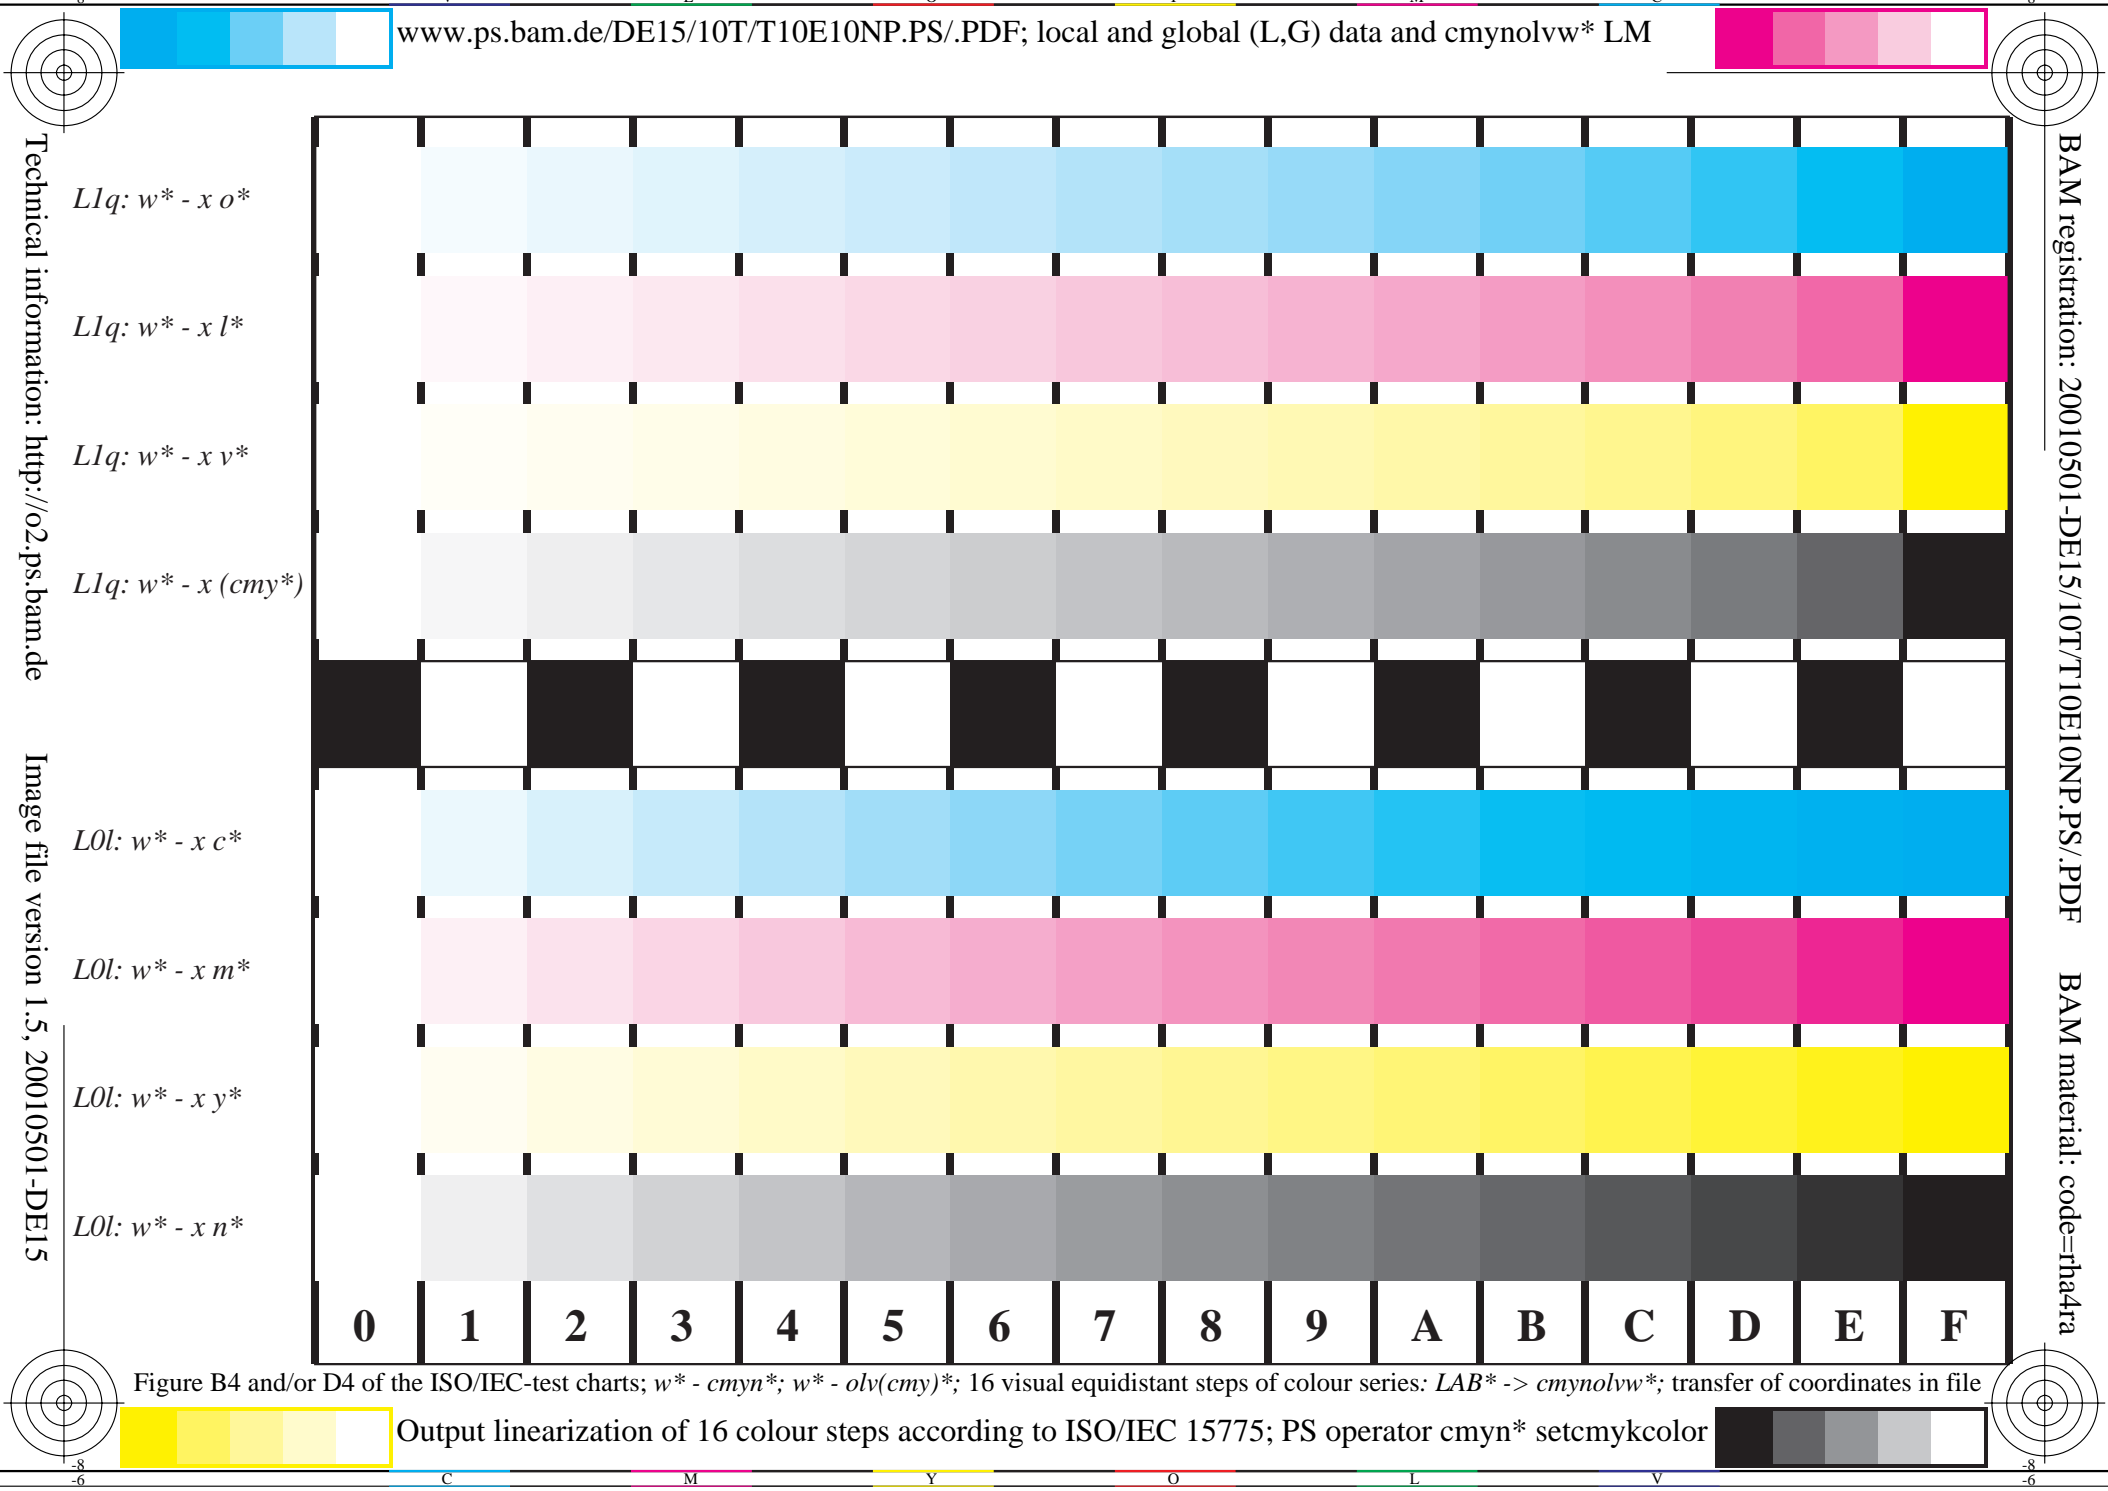 www.ps.bam.de/DE15/10T/T10E10NP.PS/.PDF; local and global (L,G) data and cmynolvw* LM
Technical information: http://o2.ps.bam.de
Image file version 1.5, 20010501-DE15
BAM registration: 20010501-DE15/10T/T10E10NP.PS/.PDF
BAM material: code=rha4ra
L1q: w* - x o*
L1q: w* - x l*
L1q: w* - x v*
L1q: w* - x (cmy*)
L0l: w* - x c*
L0l: w* - x m*
L0l: w* - x y*
L0l: w* - x n*
0 1 2 3 4 5 6 7 8 9 A B C D E F
Figure B4 and/or D4 of the ISO/IEC-test charts; w* - cmyn*; w* - olv(cmy)*; 16 visual equidistant steps of colour series: LAB* -> cmynolvw*; transfer of coordinates in file
Output linearization of 16 colour steps according to ISO/IEC 15775; PS operator cmyn* setcmykcolor
-8 -8
-6 C M Y O L V -6